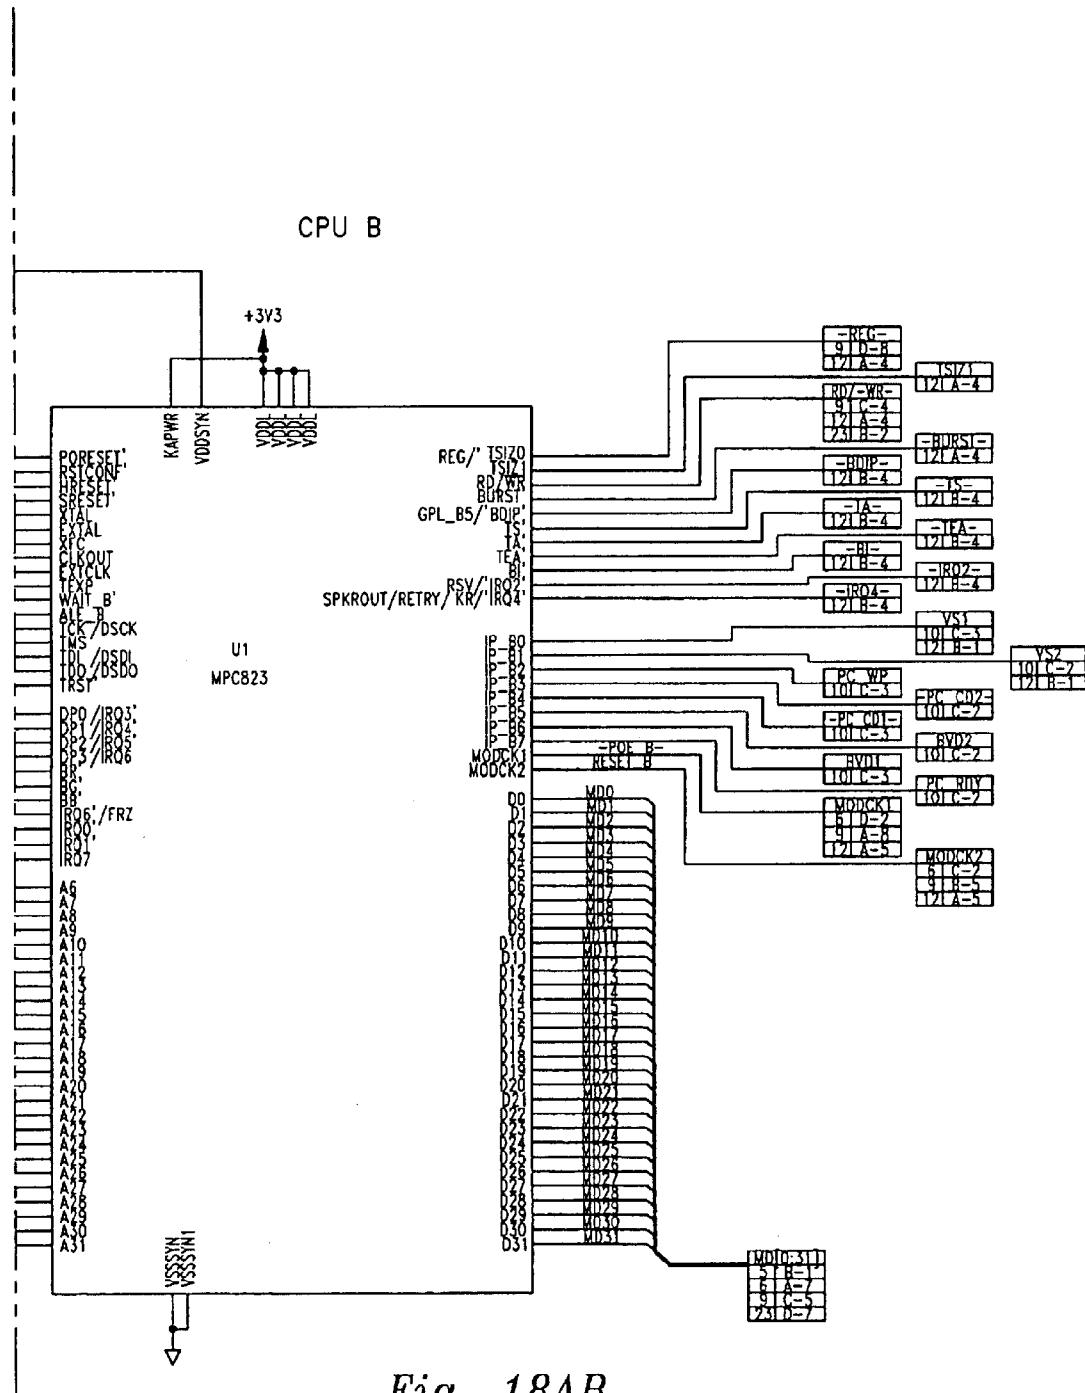 CPU B
+3V3
KAPWR
VDDSYN
VDDL
VDDL
VDDL
VDDL
PORESET'
RSTCONF'
HRESET'
SRESET'
XTAL
EXTAL
XFC
CLKOUT
EXTCLK
TEXP
WAIT_B'
ALE_B
TCK/DSCK
TMS
TDI/DSDI
TDO/DSDO
TRST'
DP0/IRQ3'
DP1/IRQ4'
DP2/IRQ5'
DP3/IRQ6
BR'
BG'
BB'
IRQ6'/FRZ
IRQ0'
IRQ1'
IRQ7
A6
A7
A8
A9
A10
A11
A12
A13
A14
A15
A16
A17
A18
A19
A20
A21
A22
A23
A24
A25
A26
A27
A28
A29
A30
A31
U1
MPC823
VSSSYN
VSSSYN1
REG/'TSIZ0
TSIZ1
RD/WR
BURST
GPL_B5/'BDIP'
TS'
TA'
TEA'
BI'
RSV/'IRQ2'
SPKROUT/RETRY/ KR/'IRQ4'
IP_B0
IP_B1
IP_B2
IP_B3
IP_B4
IP_B5
IP_B6
IP_B7
MODCK1
MODCK2
-POE_B-
RESET_B
D0 MD0
D1 MD1
D2 MD2
D3 MD3
D4 MD4
D5 MD5
D6 MD6
D7 MD7
D8 MD8
D9 MD9
D10 MD10
D11 MD11
D12 MD12
D13 MD13
D14 MD14
D15 MD15
D16 MD16
D17 MD17
D18 MD18
D19 MD19
D20 MD20
D21 MD21
D22 MD22
D23 MD23
D24 MD24
D25 MD25
D26 MD26
D27 MD27
D28 MD28
D29 MD29
D30 MD30
D31 MD31
-REG-
9 D-8
12 A-4
TSIZ1
12 A-4
RD/-WR-
9 C-4
12 A-4
23 B-2
-BURST-
12 A-4
-BDIP-
12 B-4
-TS-
12 B-4
-TA-
12 B-4
-TEA-
12 B-4
-BI-
12 B-4
-IRQ2-
12 B-4
-IRQ4-
12 B-4
VS1
10 C-3
12 B-1
VS2
10 C-2
12 B-1
PC_WP
10 C-3
-PC_CD2-
10 C-2
-PC_CD1-
10 C-3
BVD2
10 C-2
BVD1
10 C-3
PC_RDY
10 C-2
MODCK1
6 D-2
9 A-8
12 A-5
MODCK2
6 C-2
9 B-5
12 A-5
MD[0:31]
5 B-1
6 A-7
9 C-5
23 D-7
Fig. 18AB